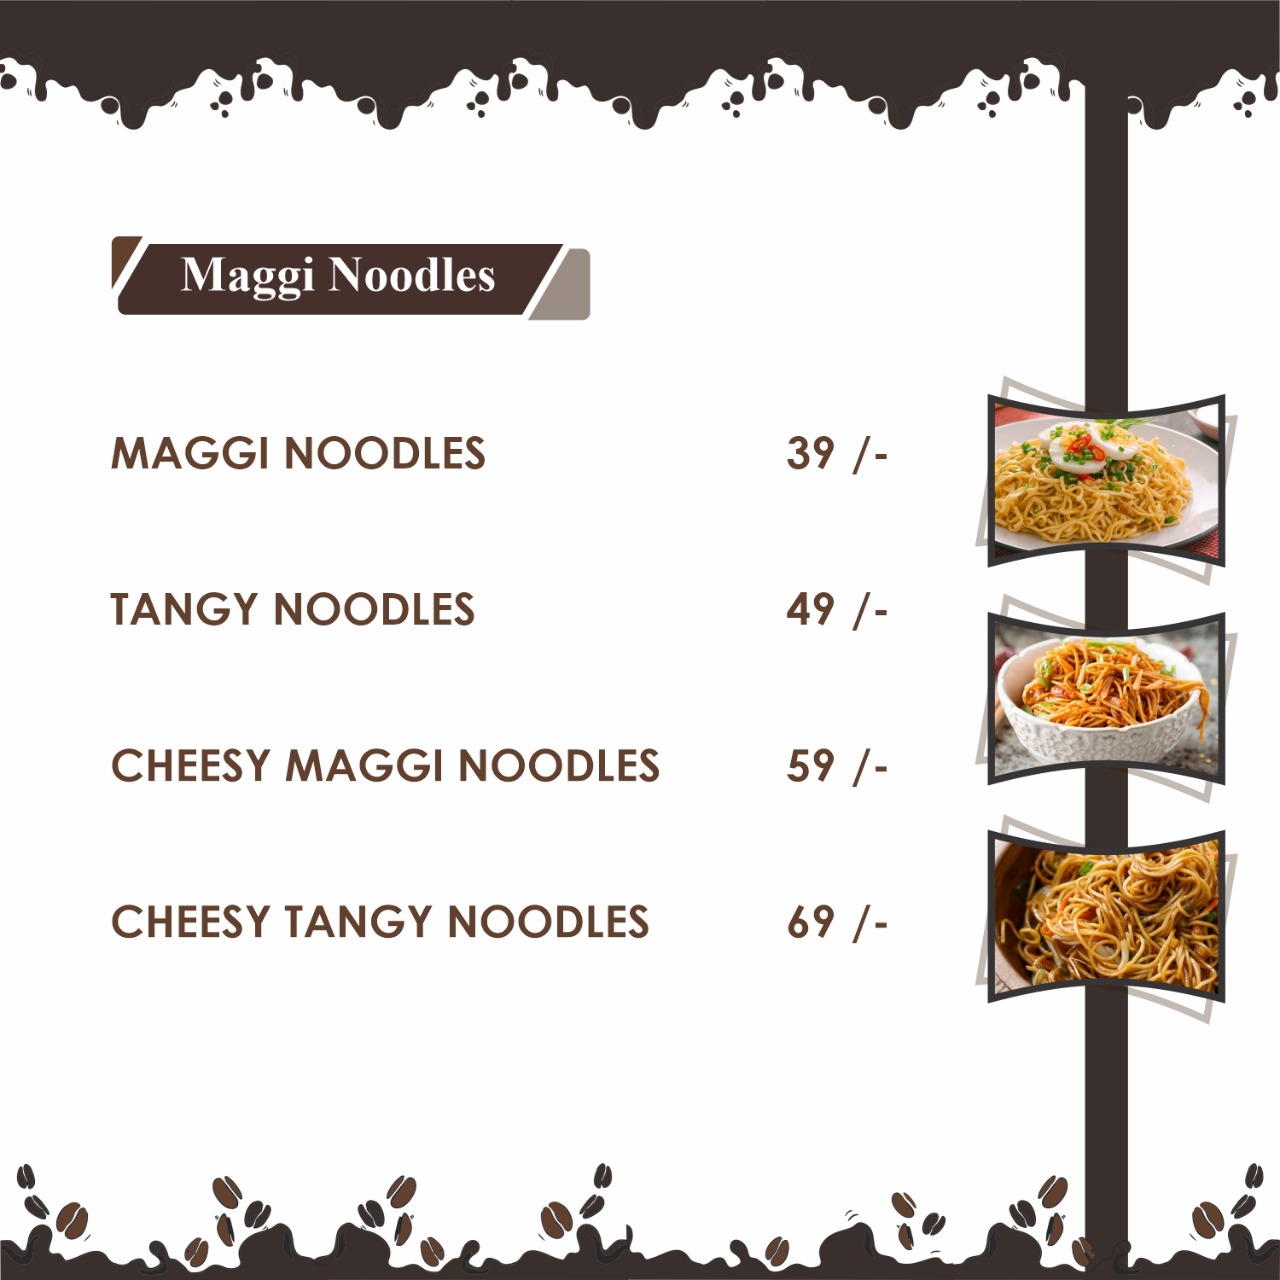 Maggi Noodles
MAGGI NOODLES 39 /-
TANGY NOODLES 49 /-
CHEESY MAGGI NOODLES 59 /-
CHEESY TANGY NOODLES 69 /-